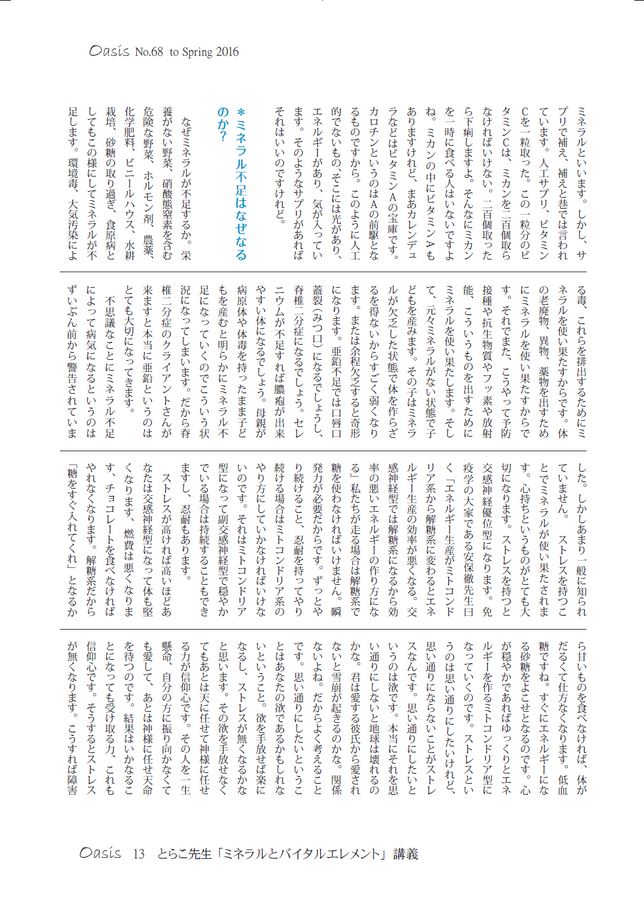 Oasis No.68 to Spring 2016
ミネラルといいます。しかし、サ
プリで補え、補えと巷では言われ
ています。人工サプリ、ビタミン
Cを一粒取った。この一粒分のビ
タミンCは、ミカンを二百個取ら
なければいけない。二百個取った
ら下痢しますよ。そんなにミカン
を一時に食べる人はいないですよ
ね。ミカンの中にビタミンAも
ありますけれど、まあカレンデュ
ラなどはビタミンAの宝庫です。
カロチンというのはAの前駆とな
るものですから。このように人工
的でないもの、そこには光があり、
エネルギーがあり、気が入ってい
ます。そのようなサプリがあれば
それはいいのですけれど。
＊ミネラル不足はなぜなる
のか？
なぜミネラルが不足するか。栄
養がない野菜、硝酸態窒素を含む
危険な野菜、ホルモン剤、農薬、
化学肥料、ビニールハウス、水耕
栽培、砂糖の取り過ぎ、食原病と
してもこの様にしてミネラルが不
足します。環境毒、大気汚染によ
る毒、これらを排出するためにミ
ネラルを使い果たすからです。体
の老廃物、異物、薬物を出すため
にミネラルを使い果たすからで
す。それでまた、こうやって予防
接種や抗生物質やフッ素や放射
能、こういうものを出すために
ミネラルを使い果たします。そし
て、元々ミネラルがない状態で子
どもを産みます。その子はミネラ
ルが欠乏した状態で体を作らざ
るを得ないからすごく弱くなり
ます。または余程欠乏すると奇形
になります。亜鉛不足では口唇口
蓋裂（みつ口）になるでしょうし、
脊椎二分症になるでしょう。セレ
ニウムが不足すれば膿疱が出来
やすい体になるでしょう。母親が
病原体や体毒を持ったまま子ど
もを産むと明らかにミネラル不
足になっていくのでこういう状
況になってしまいます。だから脊
椎二分症のクライアントさんが
来ますと本当に亜鉛というのは
とても大切になってきます。
不思議なことにミネラル不足
によって病気になるというのは
ずいぶん前から警告されていま
した。しかしあまり一般に知られ
ていません。　ストレスを持つこ
とでミネラルが使い果たされま
す。心持ちというものがとても大
切になります。ストレスを持つと
交感神経優位型になります。免
疫学の大家である安保徹先生曰
く「エネルギー生産がミトコンド
リア系から解糖系に変わるとエネ
ルギー生産の効率が悪くなる。交
感神経型では解糖系になるから効
率の悪いエネルギーの作り方にな
る」私たちが走る場合は解糖系で
糖を使わなければいけません。瞬
発力が必要だからです。ずっとや
り続けること、忍耐を持ってやり
続ける場合はミトコンドリア系の
やり方にしていかなければいけな
いのです。それはミトコンドリア
型になって副交感神経型で穏やか
でいる場合は持続することもでき
ますし、忍耐もあります。
ストレスが高ければ高いほどあ
なたは交感神経型になって体も堅
くなります、燃費は悪くなりま
す、チョコレートを食べなければ
やれなくなります。解糖系だから
「糖をすぐ入れてくれ」となるか
ら甘いものを食べなければ、体が
だるくて仕方なくなります。低血
糖ですね。すぐにエネルギーにな
る砂糖をよこせとなるのです。心
が穏やかであればゆっくりとエネ
ルギーを作るミトコンドリア型に
なっていくのです。ストレスとい
うのは思い通りにしたいけれど、
思い通りにならないことがストレ
スなんです。思い通りにしたいと
いうのは欲です。本当にそれを思
い通りにしないと地球は壊れるの
かな。君は愛する彼氏から愛され
ないと雪崩が起きるのかな。関係
ないよね。だからよく考えること
です。思い通りにしたいというこ
とはあなたの欲であるかもしれな
いということ。欲を手放せば楽に
なるし、ストレスが無くなるかな
と思います。その欲を手放せなく
てもあとは天に任せて神様に任せ
る力が信仰心です。その人を一生
懸命、自分の方に振り向かなくて
も愛して、あとは神様に任せ天命
を待つのです。結果はいかなるこ
とになっても受け取る力、これも
信仰心です。そうするとストレス
が無くなります。こうすれば障害
Oasis 13 とらこ先生「ミネラルとバイタルエレメント」講義